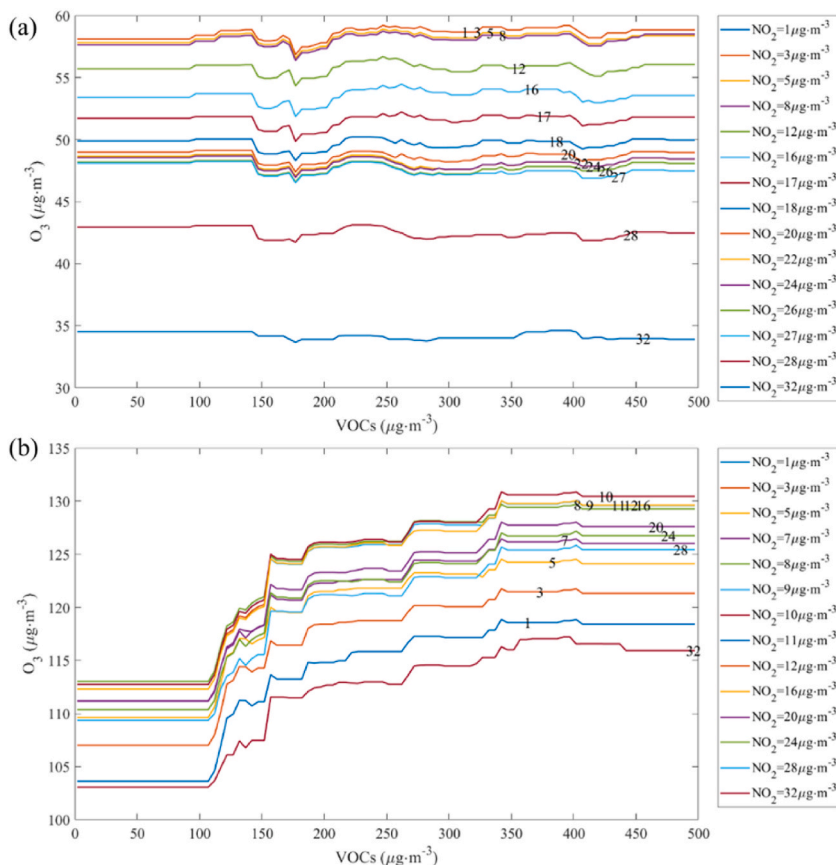 (a)
60
55
50
45
40
35
30
O3 (μg·m-3)
0 50 100 150 200 250 300 350 400 450 500
VOCs (μg·m-3)
1 3 5 8
12
16
17
18
20
22
24
26
27
28
32
NO2=1μg·m-3
NO2=3μg·m-3
NO2=5μg·m-3
NO2=8μg·m-3
NO2=12μg·m-3
NO2=16μg·m-3
NO2=17μg·m-3
NO2=18μg·m-3
NO2=20μg·m-3
NO2=22μg·m-3
NO2=24μg·m-3
NO2=26μg·m-3
NO2=27μg·m-3
NO2=28μg·m-3
NO2=32μg·m-3
(b)
135
130
125
120
115
110
105
100
O3 (μg·m-3)
0 50 100 150 200 250 300 350 400 450 500
VOCs (μg·m-3)
10
8 9 11 12 16
20
7 24
28
5
3
1
32
NO2=1μg·m-3
NO2=3μg·m-3
NO2=5μg·m-3
NO2=7μg·m-3
NO2=8μg·m-3
NO2=9μg·m-3
NO2=10μg·m-3
NO2=11μg·m-3
NO2=12μg·m-3
NO2=16μg·m-3
NO2=20μg·m-3
NO2=24μg·m-3
NO2=28μg·m-3
NO2=32μg·m-3